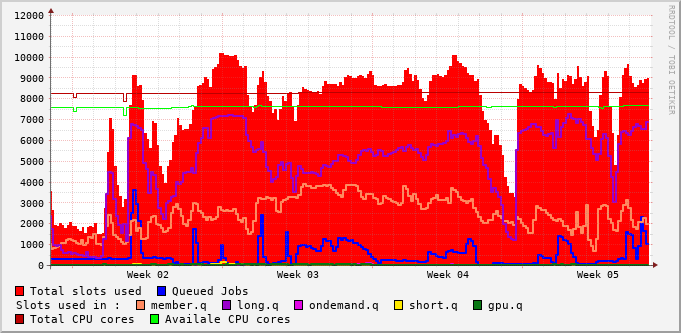 12000
11000
10000
9000
8000
7000
6000
5000
4000
3000
2000
1000
0
Week 02 Week 03 Week 04 Week 05
Total slots used Queued Jobs
Slots used in : member.q long.q ondemand.q short.q gpu.q
Total CPU cores Availale CPU cores
RRDTOOL / TOBI OETIKER